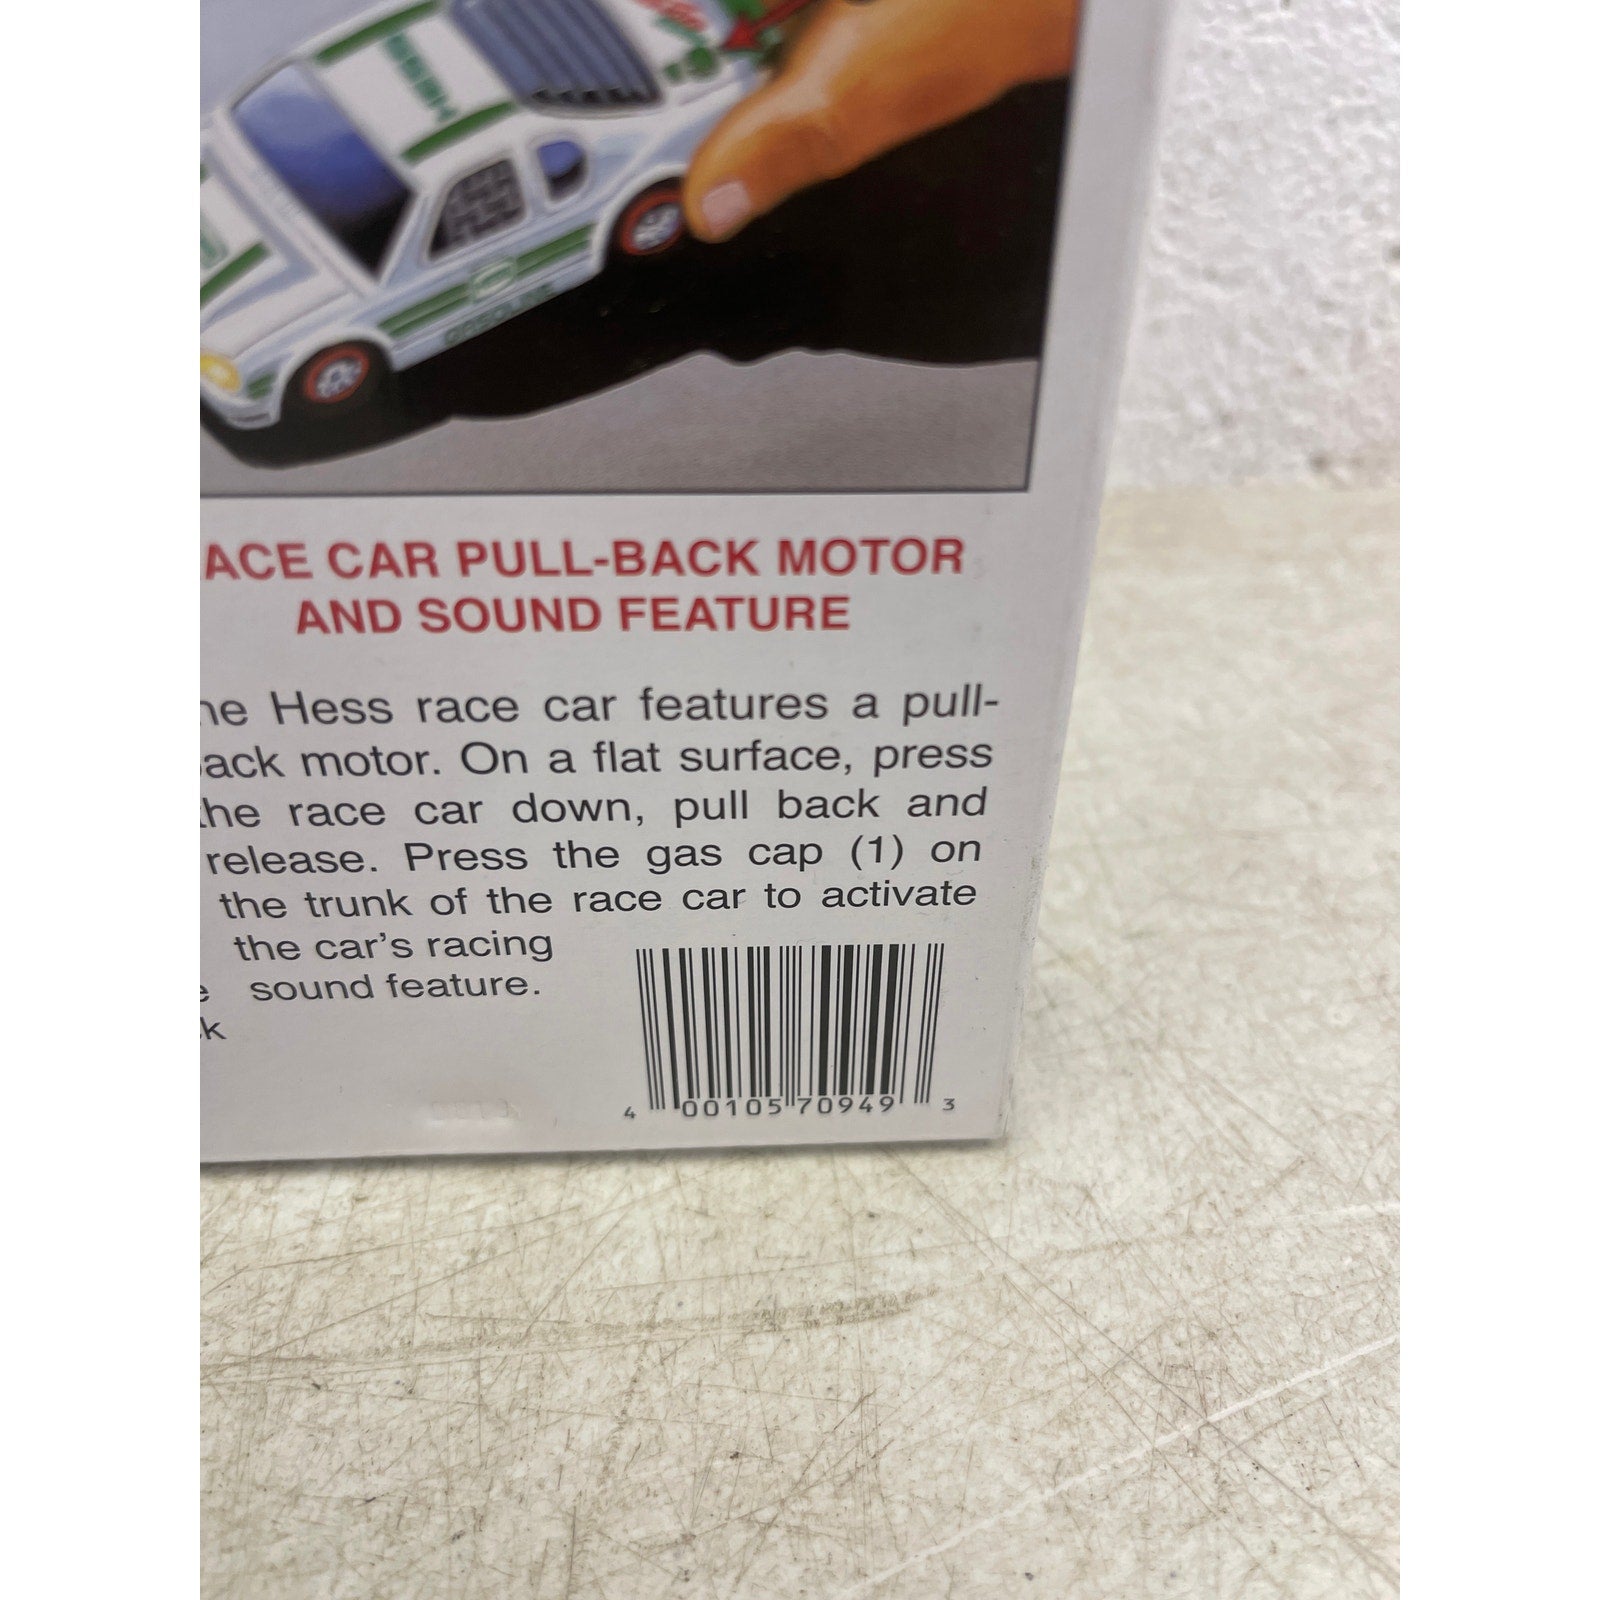 HESS
GASOLINE
ACE CAR PULL-BACK MOTOR
AND SOUND FEATURE
he Hess race car features a pull-
ack motor. On a flat surface, press
the race car down, pull back and
release. Press the gas cap (1) on
the trunk of the race car to activate
the car's racing
e sound feature.
k
4 00105 70949 3